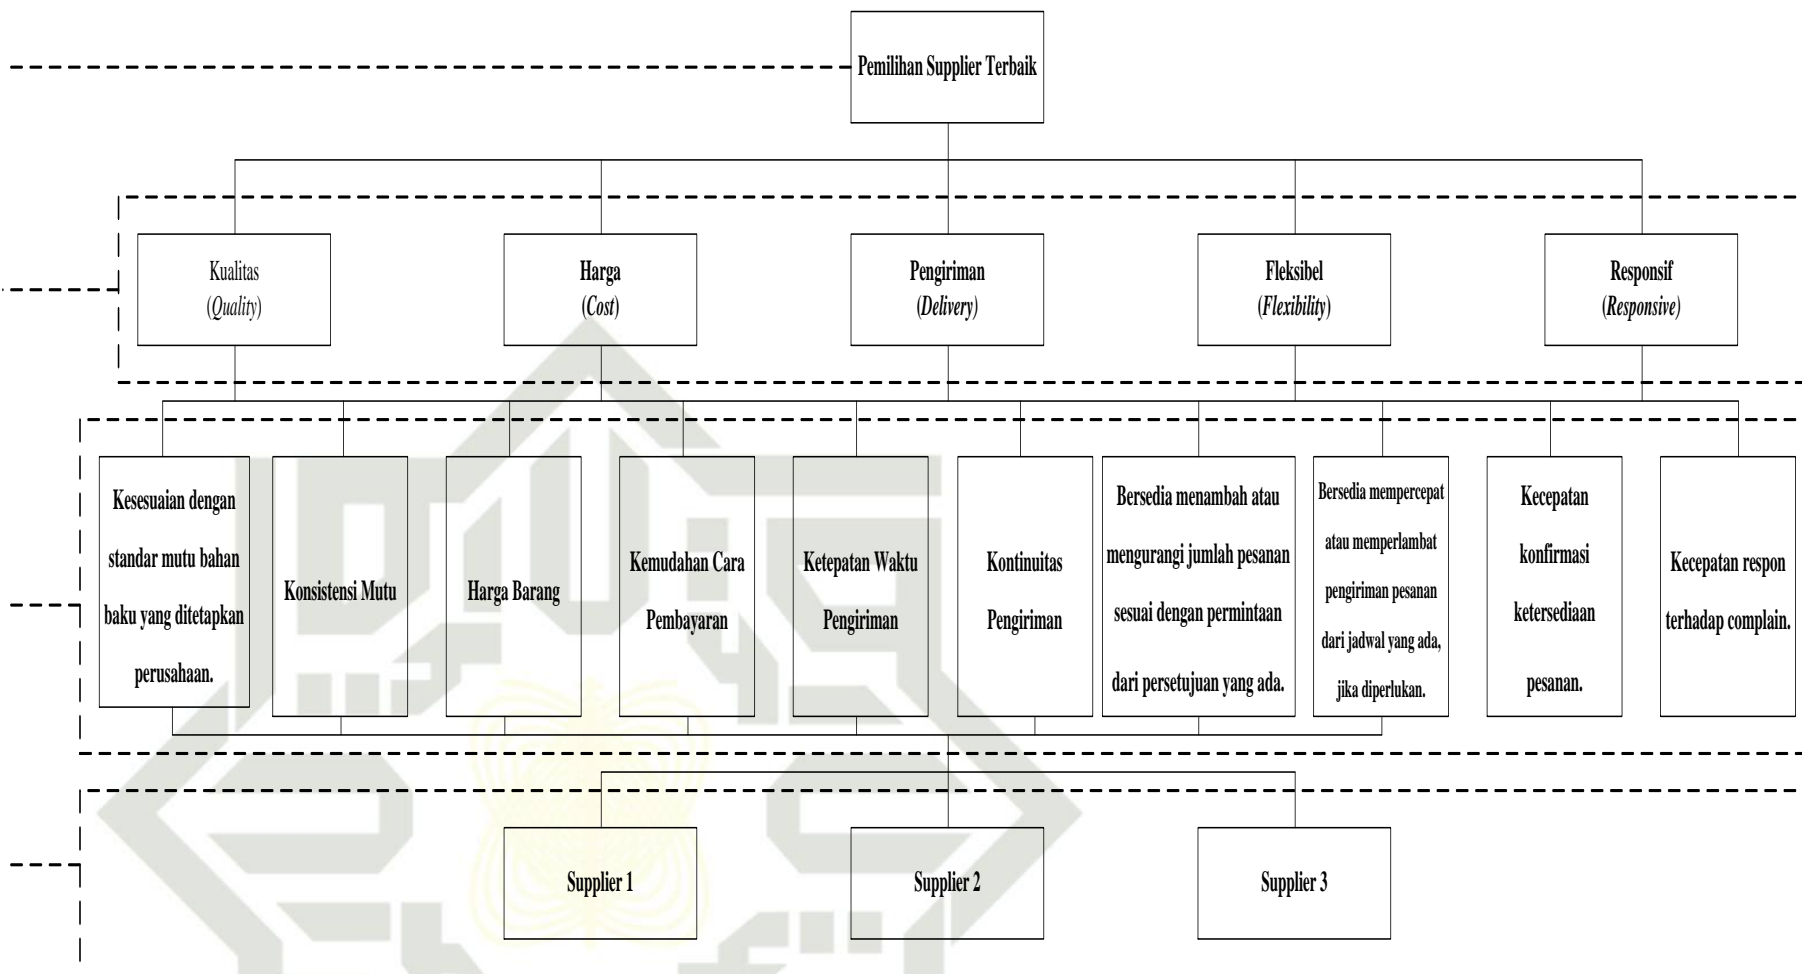 Pemilihan Supplier Terbaik
Kualitas
(Quality)
Harga
(Cost)
Pengiriman
(Delivery)
Fleksibel
(Flexibility)
Responsif
(Responsive)
Kesesuaian dengan
standar mutu bahan
baku yang ditetapkan
perusahaan.
Konsistensi Mutu
Harga Barang
Kemudahan Cara
Pembayaran
Ketepatan Waktu
Pengiriman
Kontinuitas
Pengiriman
Bersedia menambah atau
mengurangi jumlah pesanan
sesuai dengan permintaan
dari persetujuan yang ada.
Bersedia mempercepat
atau memperlambat
pengiriman pesanan
dari jadwal yang ada,
jika diperlukan.
Kecepatan
konfirmasi
ketersediaan
pesanan.
Kecepatan respon
terhadap complain.
Supplier 1
Supplier 2
Supplier 3